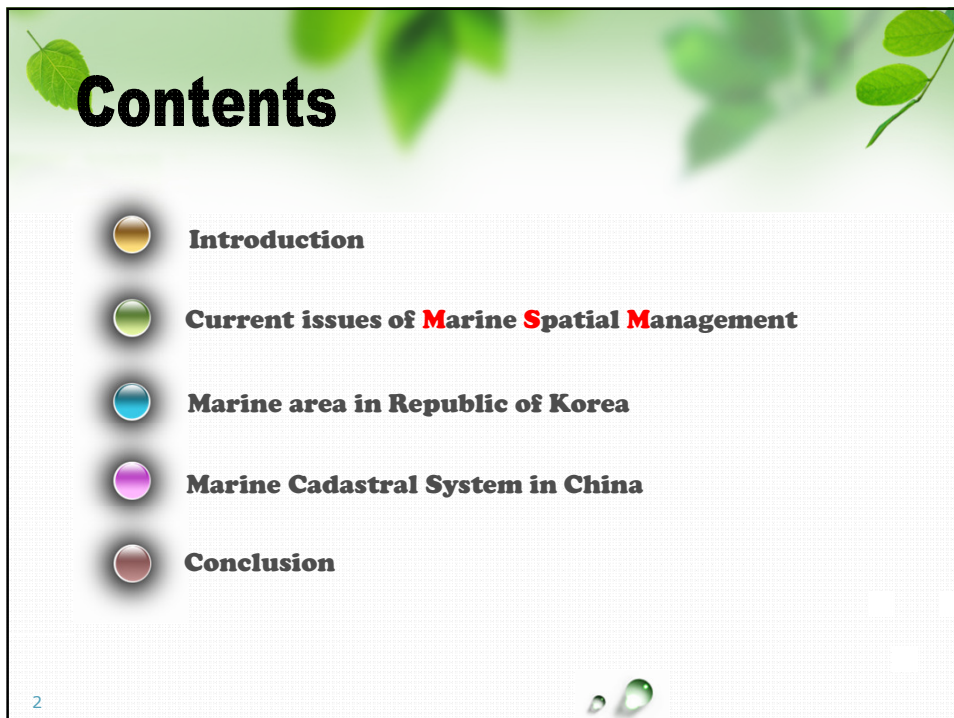 Contents
Introduction
Current issues of Marine Spatial Management
Marine area in Republic of Korea
Marine Cadastral System in China
Conclusion
2